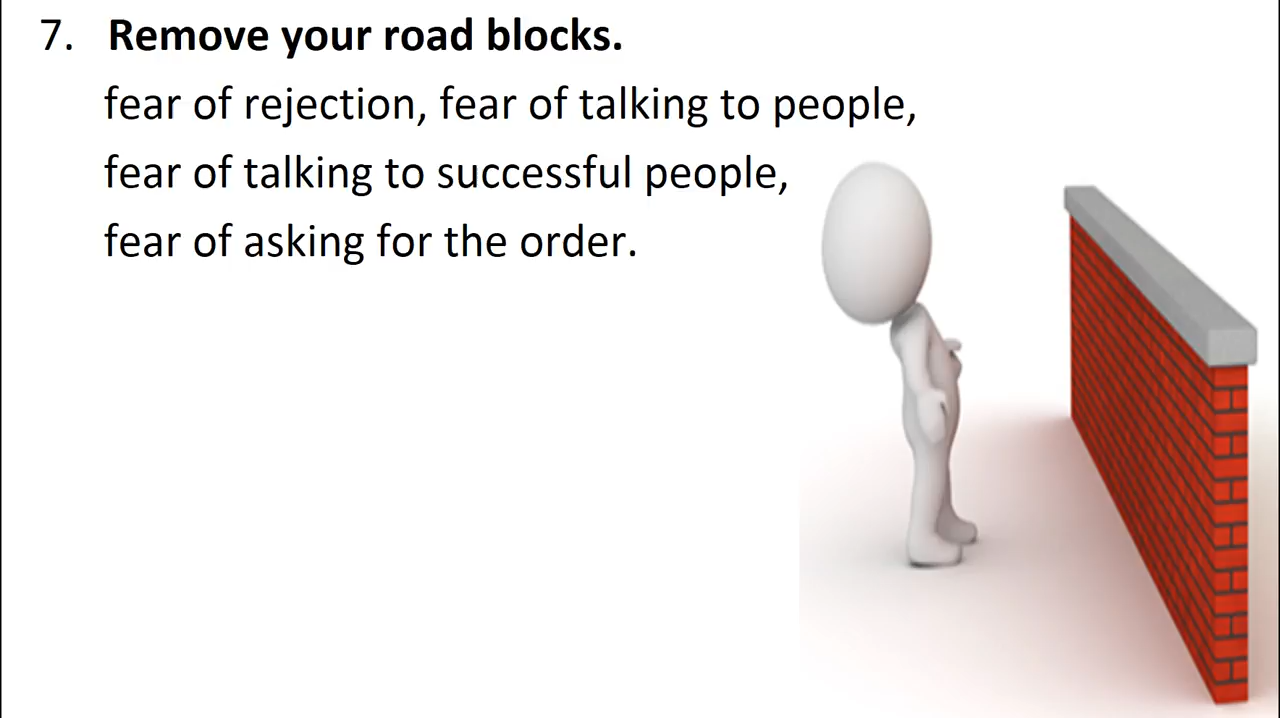 7. Remove your road blocks.
fear of rejection, fear of talking to people,
fear of talking to successful people,
fear of asking for the order.